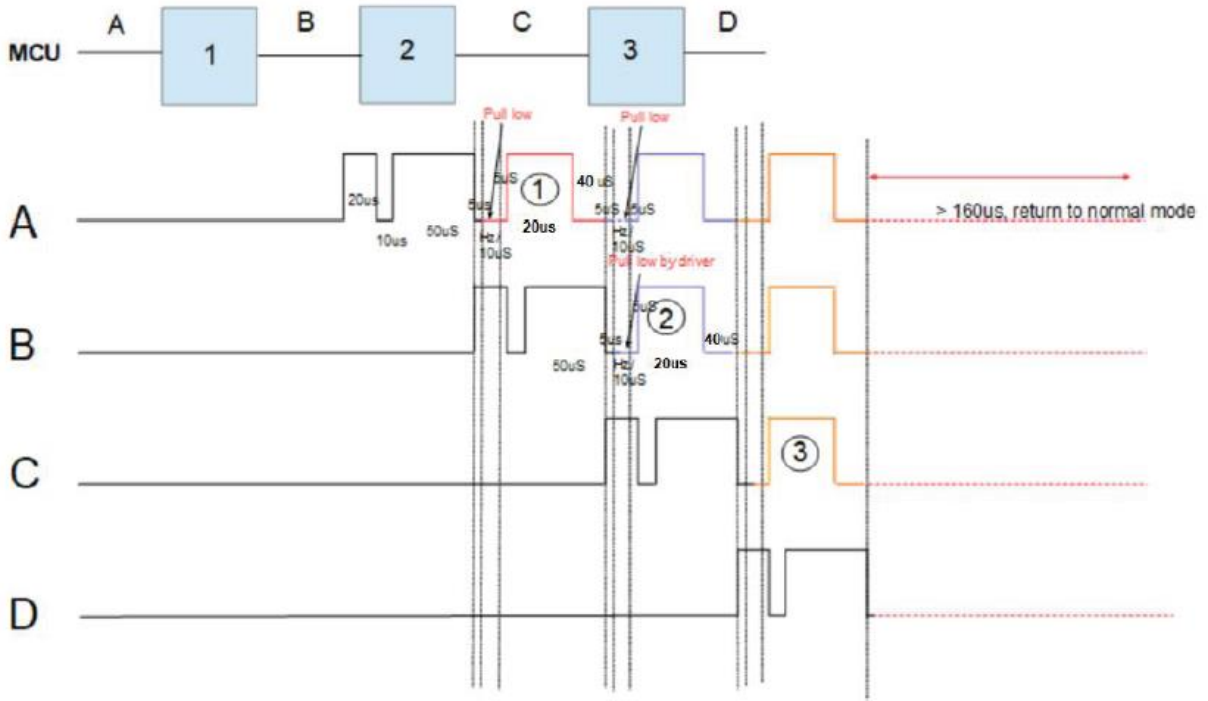 A
B
C
D
MCU
1
2
3
Pull low
Pull low
A
20us
10us
50uS
5us
5uS
Hz/
10uS
1
20us
40 uS
5uS
5uS
Hz/
10uS
> 160us, return to normal mode
Pull low by driver
B
50uS
5us
5uS
Hz/
10uS
2
20us
40uS
C
3
D